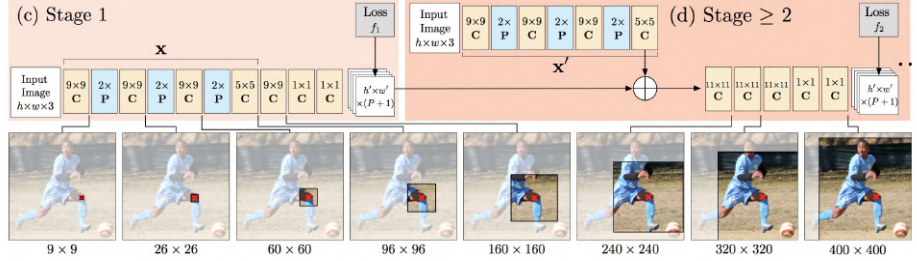 (c) Stage 1
Loss
f₁
x
Input
Image
h×w×3
9×9
C
2×
P
9×9
C
2×
P
9×9
C
2×
P
5×5
C
9×9
C
1×1
C
1×1
C
h′×w′
×(P+1)
Input
Image
h×w×3
9×9
C
2×
P
9×9
C
2×
P
9×9
C
2×
P
5×5
C
x′
(d) Stage ≥ 2
Loss
f₂
11×11
C
11×11
C
11×11
C
1×1
C
1×1
C
h′×w′
×(P+1)
9 × 9
26 × 26
60 × 60
96 × 96
160 × 160
240 × 240
320 × 320
400 × 400